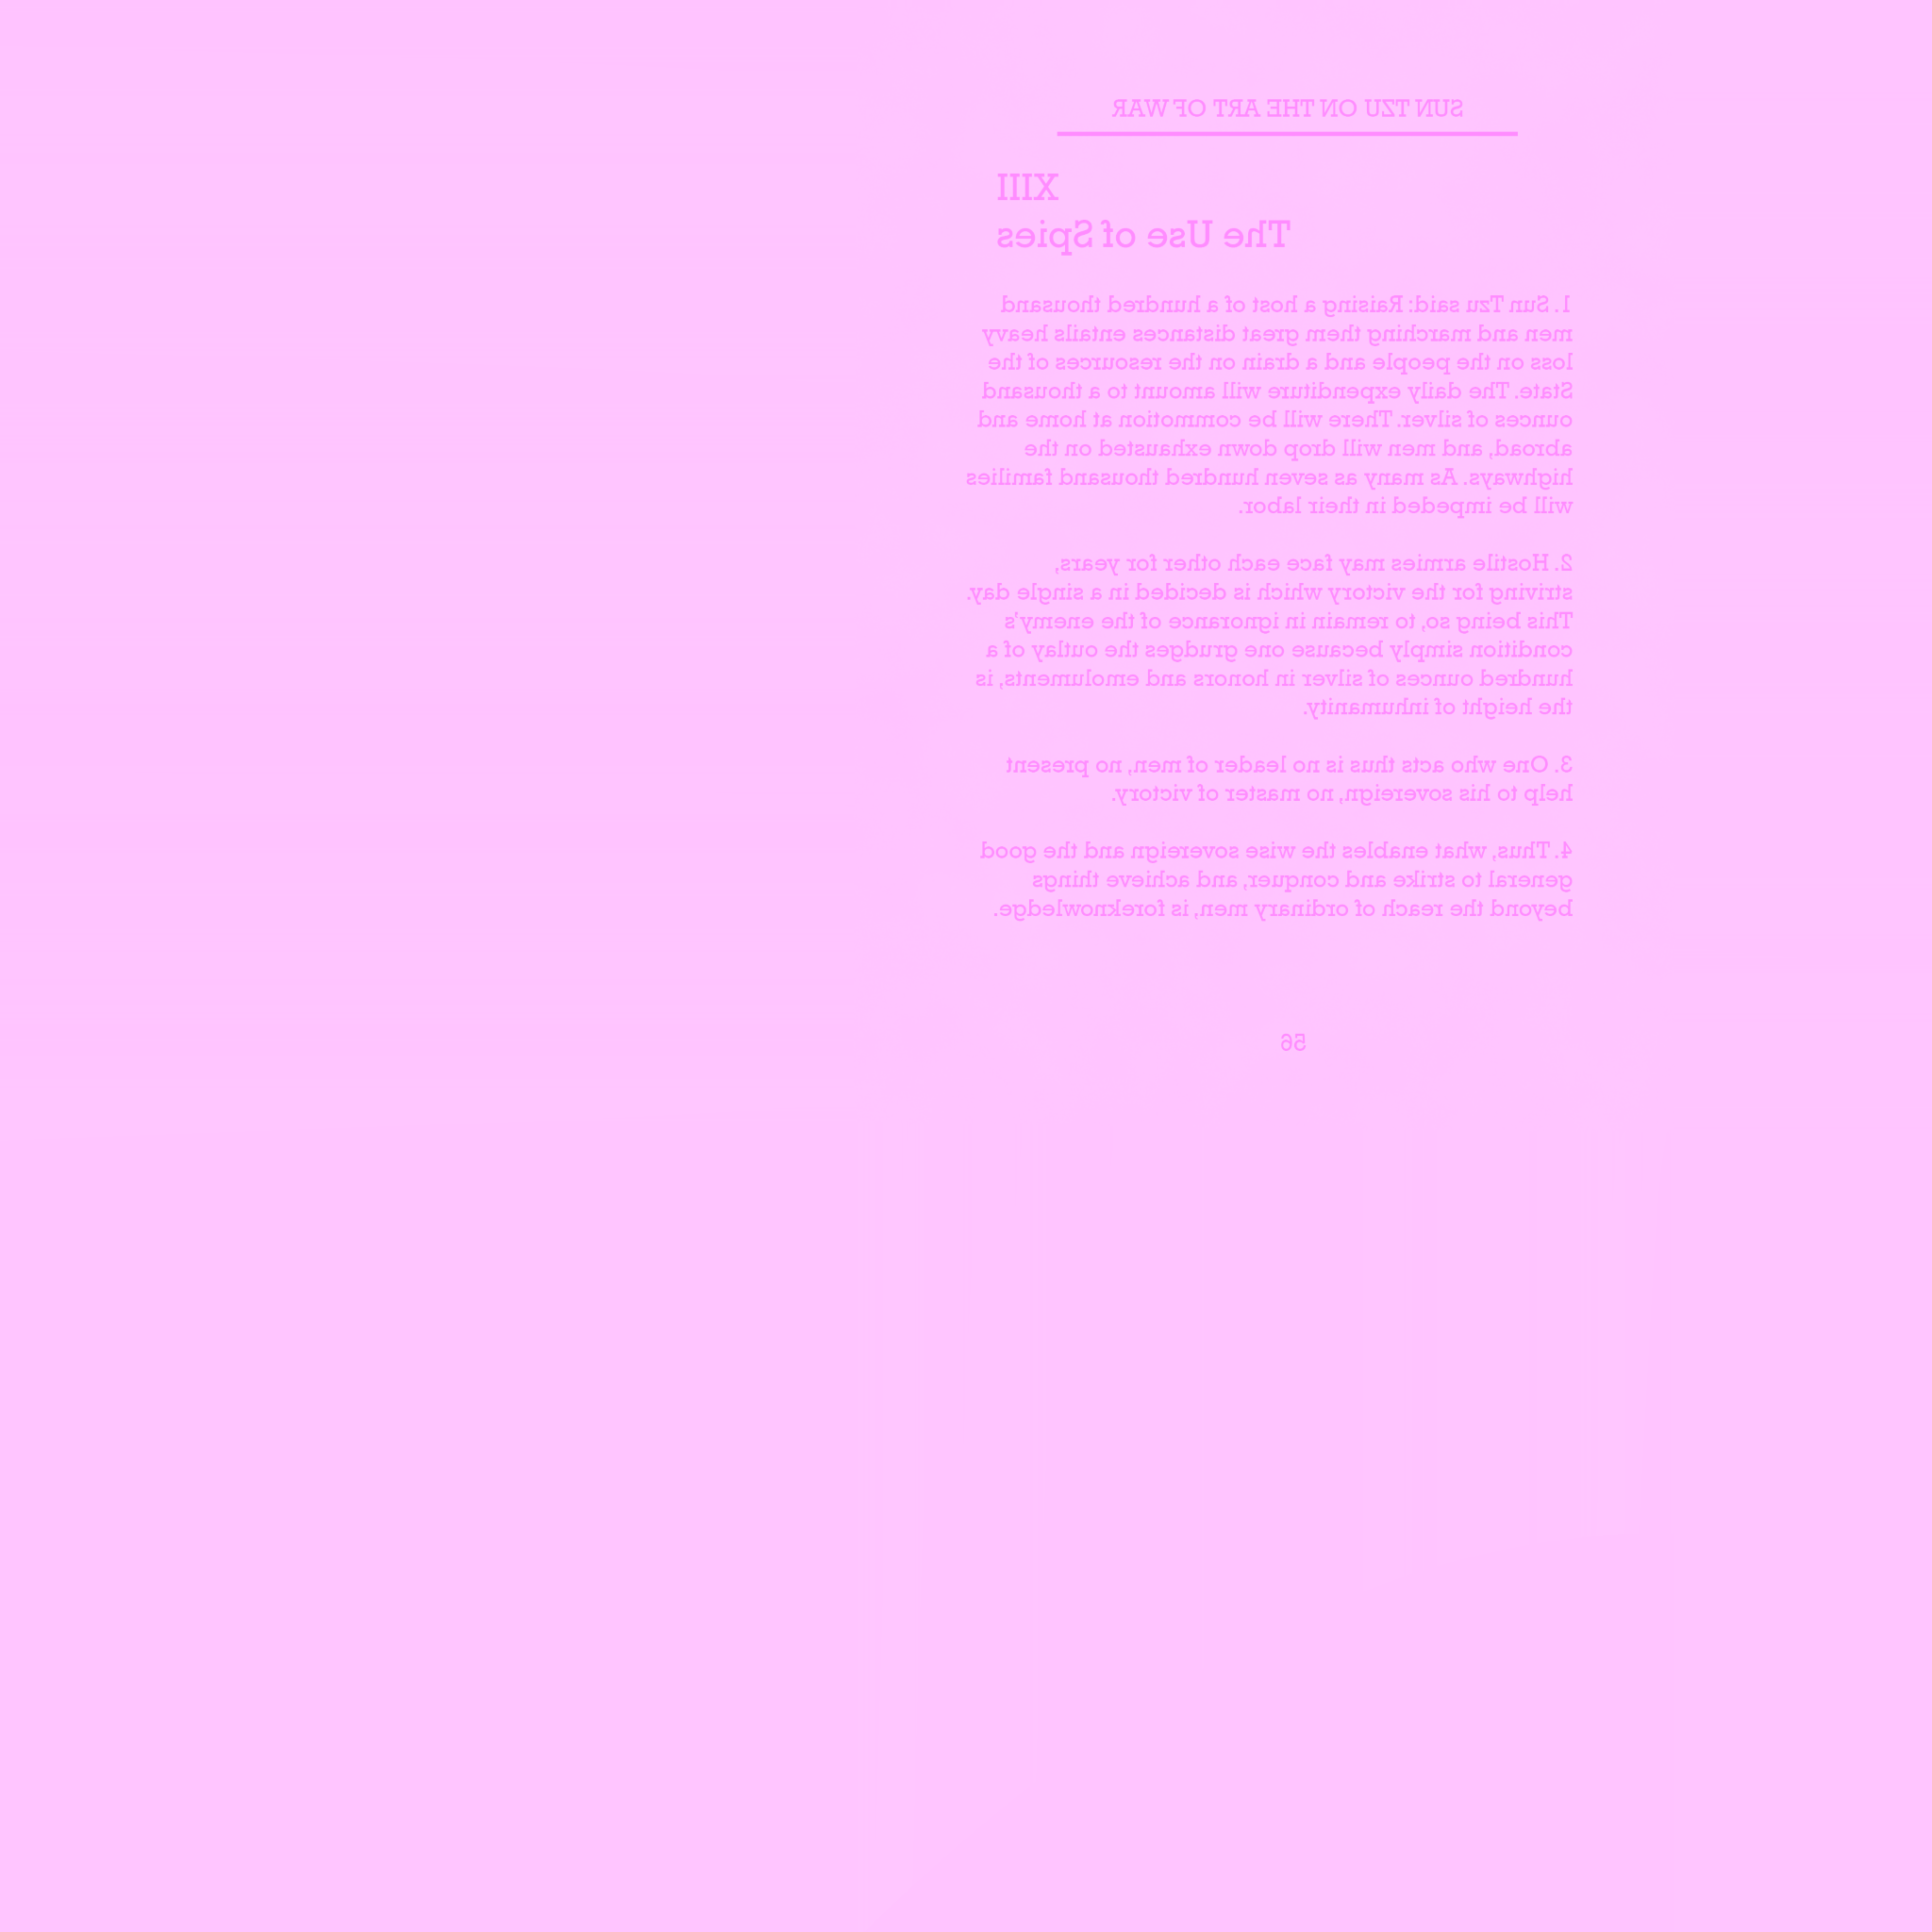 SUN TZU ON THE ART OF WAR
XIII
The Use of Spies
1. Sun Tzu said: Raising a host of a hundred thousand
men and marching them great distances entails heavy
loss on the people and a drain on the resources of the
State. The daily expenditure will amount to a thousand
ounces of silver. There will be commotion at home and
abroad, and men will drop down exhausted on the
highways. As many as seven hundred thousand families
will be impeded in their labor.
2. Hostile armies may face each other for years,
striving for the victory which is decided in a single day.
This being so, to remain in ignorance of the enemy's
condition simply because one grudges the outlay of a
hundred ounces of silver in honors and emoluments, is
the height of inhumanity.
3. One who acts thus is no leader of men, no present
help to his sovereign, no master of victory.
4. Thus, what enables the wise sovereign and the good
general to strike and conquer, and achieve things
beyond the reach of ordinary men, is foreknowledge.
56